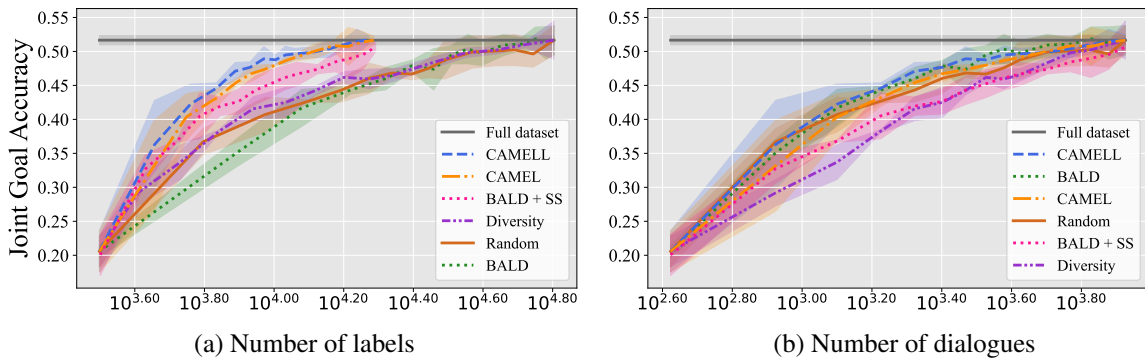 Joint Goal Accuracy
0.55
0.50
0.45
0.40
0.35
0.30
0.25
0.20
Full dataset
CAMELL
CAMEL
BALD + SS
Diversity
Random
BALD
10^3.60
10^3.80
10^4.00
10^4.20
10^4.40
10^4.60
10^4.80
(a) Number of labels
0.55
0.50
0.45
0.40
0.35
0.30
0.25
0.20
Full dataset
CAMELL
BALD
CAMEL
Random
BALD + SS
Diversity
10^2.60
10^2.80
10^3.00
10^3.20
10^3.40
10^3.60
10^3.80
(b) Number of dialogues